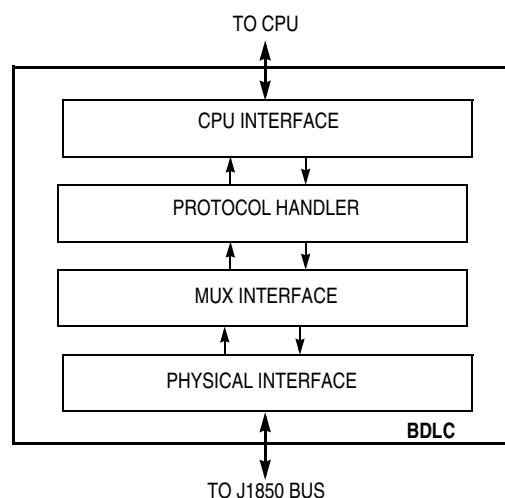 TO CPU
CPU INTERFACE
PROTOCOL HANDLER
MUX INTERFACE
PHYSICAL INTERFACE
BDLC
TO J1850 BUS